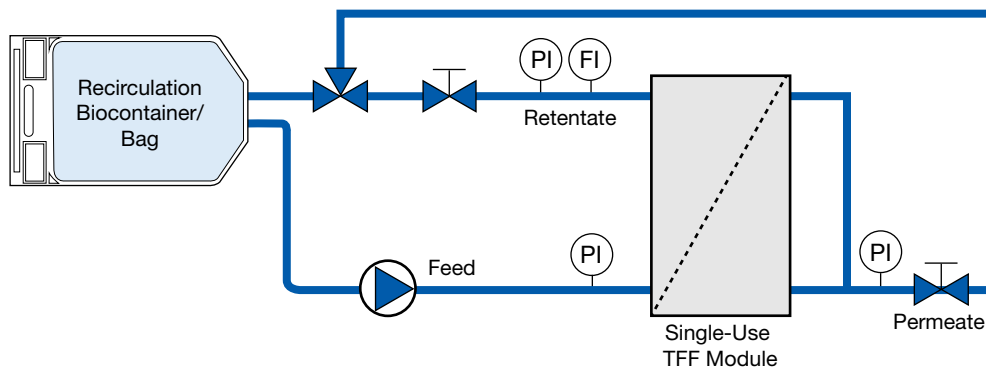 Recirculation
Biocontainer/
Bag
PI
FI
Retentate
PI
Feed
PI
Permeate
Single-Use
TFF Module